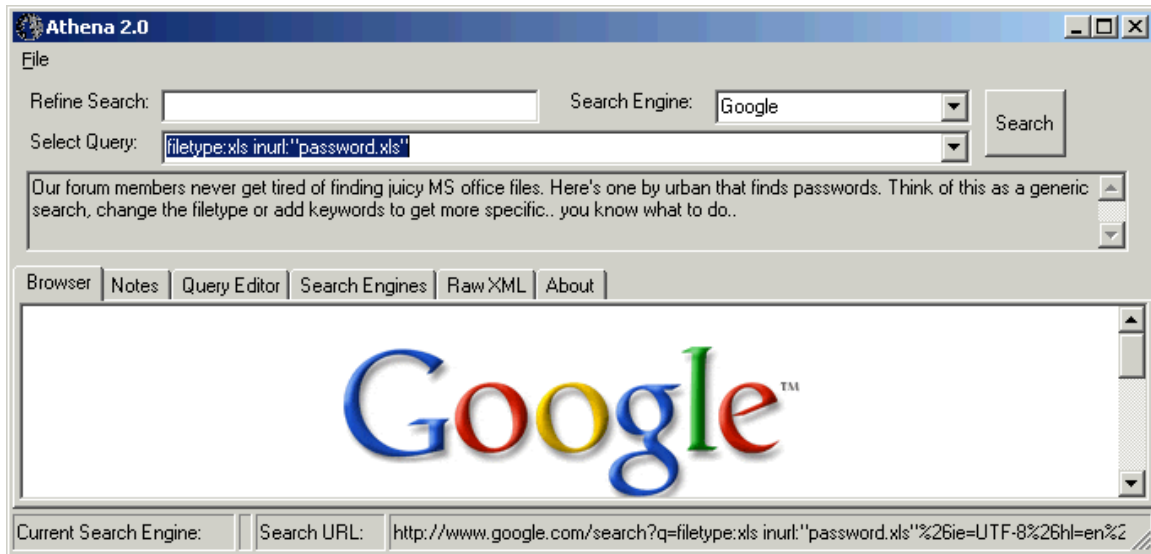 Athena 2.0
File
Refine Search:
Search Engine: Google
Search
Select Query: filetype:xls inurl:"password.xls"
Our forum members never get tired of finding juicy MS office files. Here's one by urban that finds passwords. Think of this as a generic
search, change the filetype or add keywords to get more specific.. you know what to do..
Browser Notes Query Editor Search Engines Raw XML About
Google™
Current Search Engine: Search URL: http://www.google.com/search?q=filetype:xls inurl:"password.xls"%26ie=UTF-8%26hl=en%2